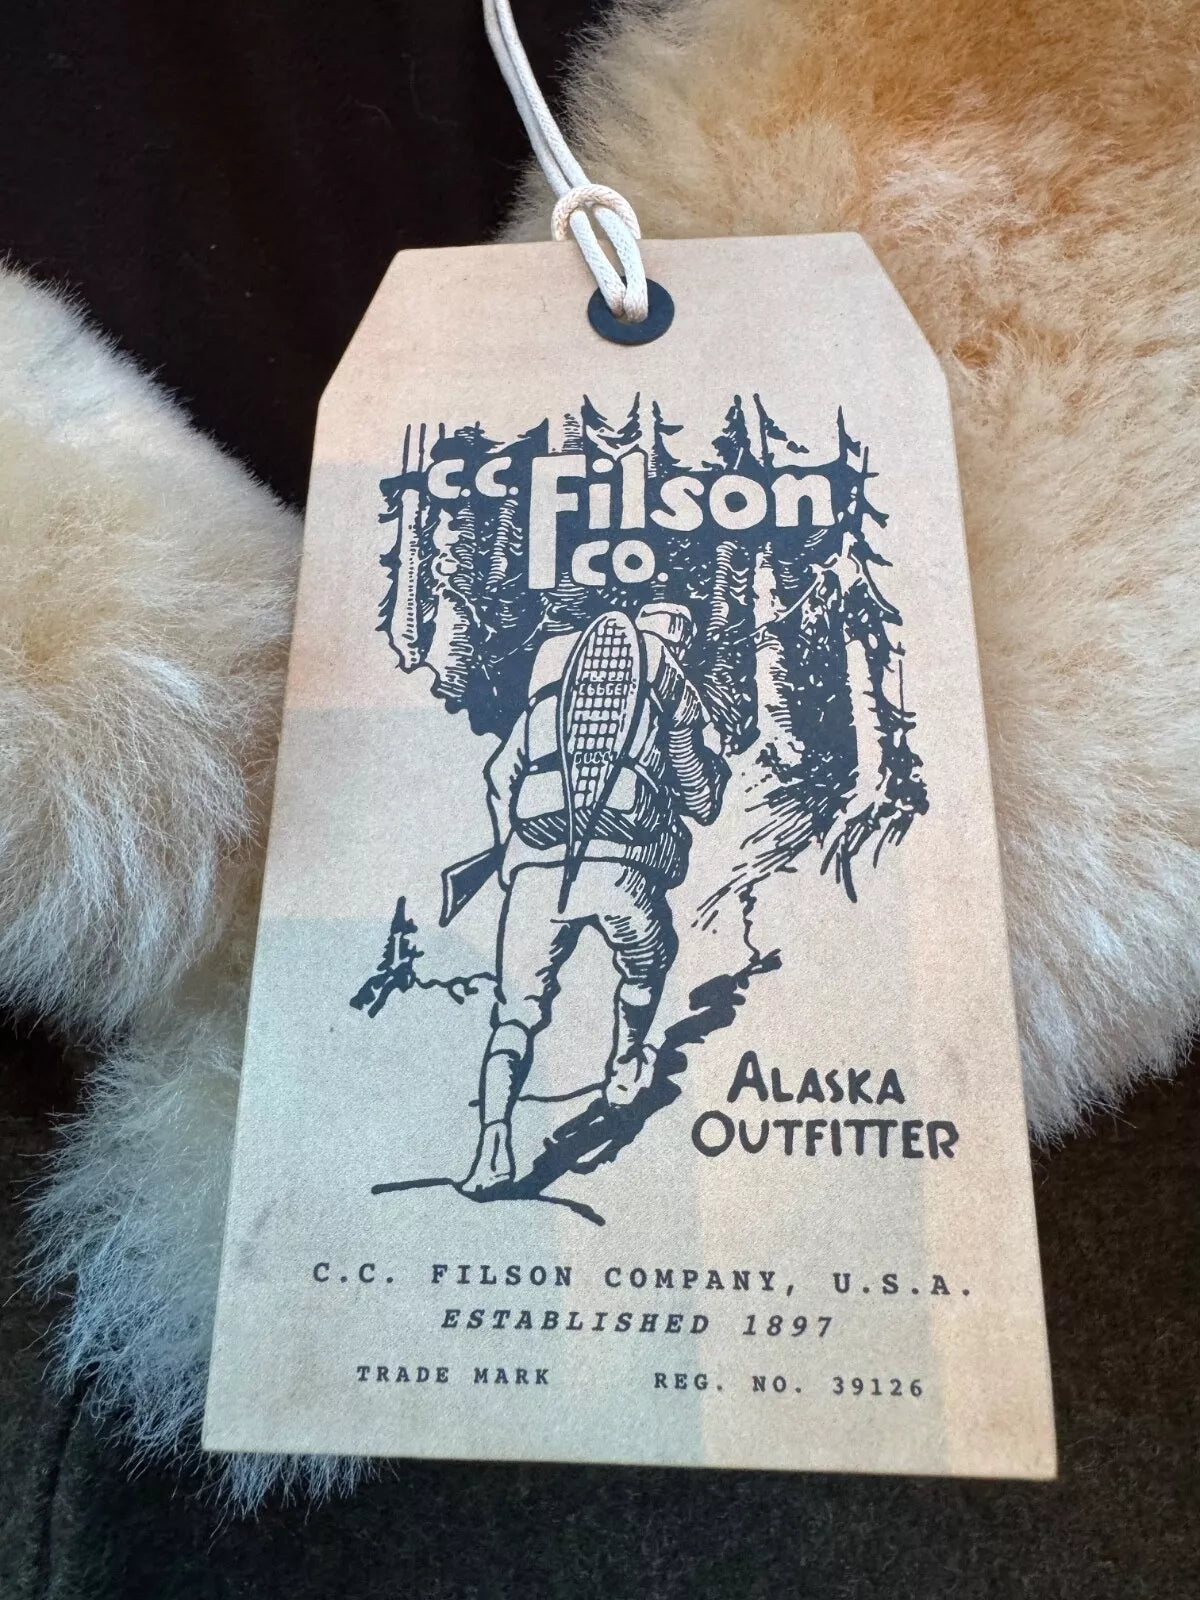 C.C. Filson
Co.
Alaska
Outfitter
C.C. FILSON COMPANY, U.S.A.
ESTABLISHED 1897
TRADE MARK REG. NO. 39126